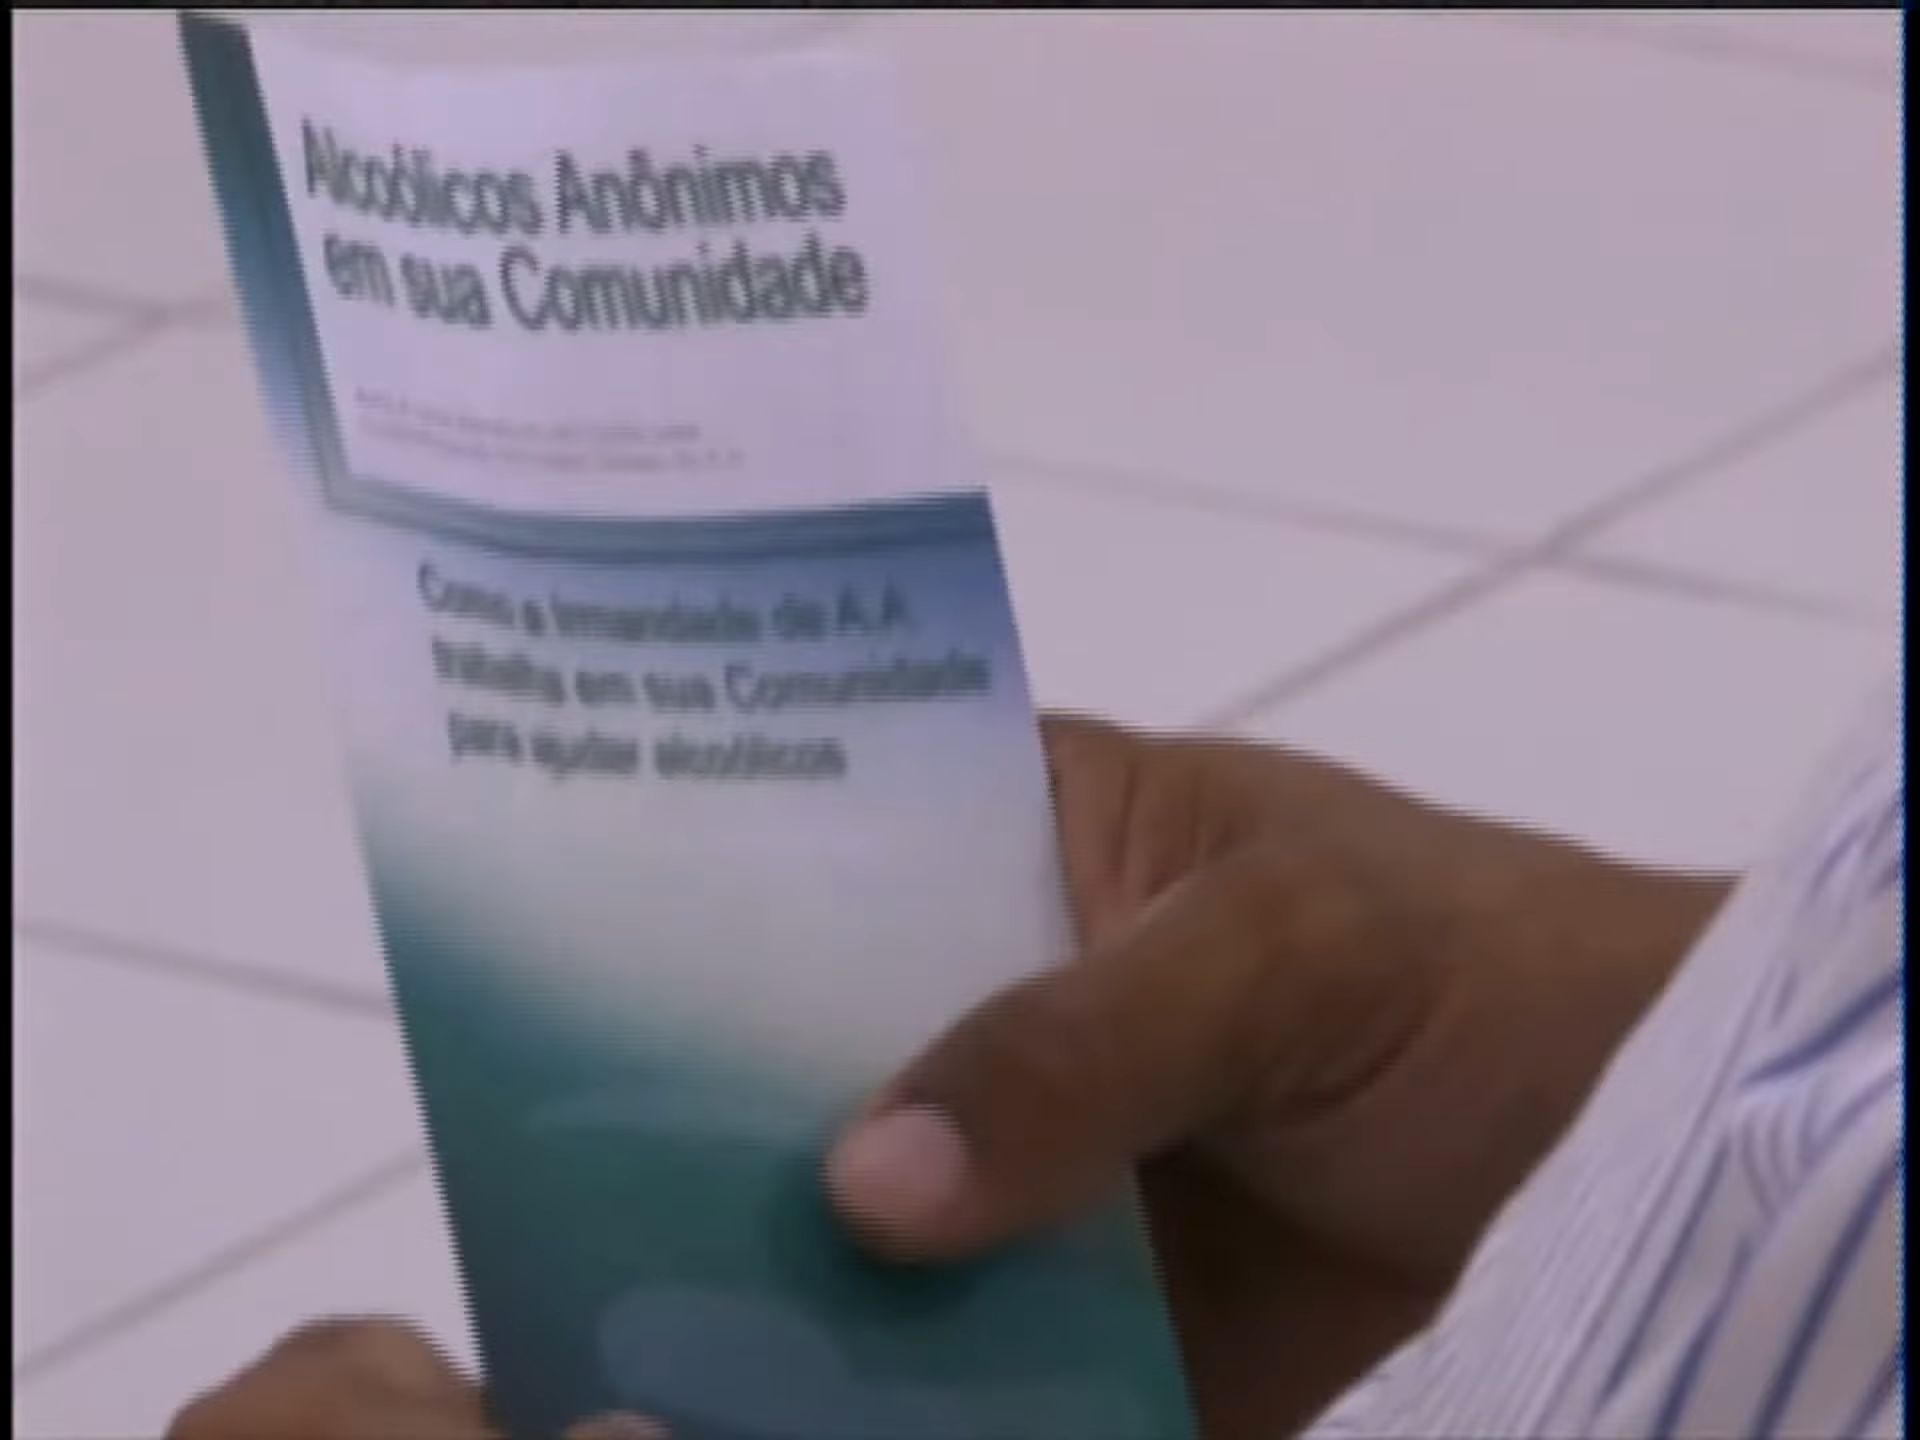 Alcoólicos Anônimos
em sua Comunidade
Como a Irmandade de A.A.
trabalha em sua Comunidade
para ajudar alcoólicos